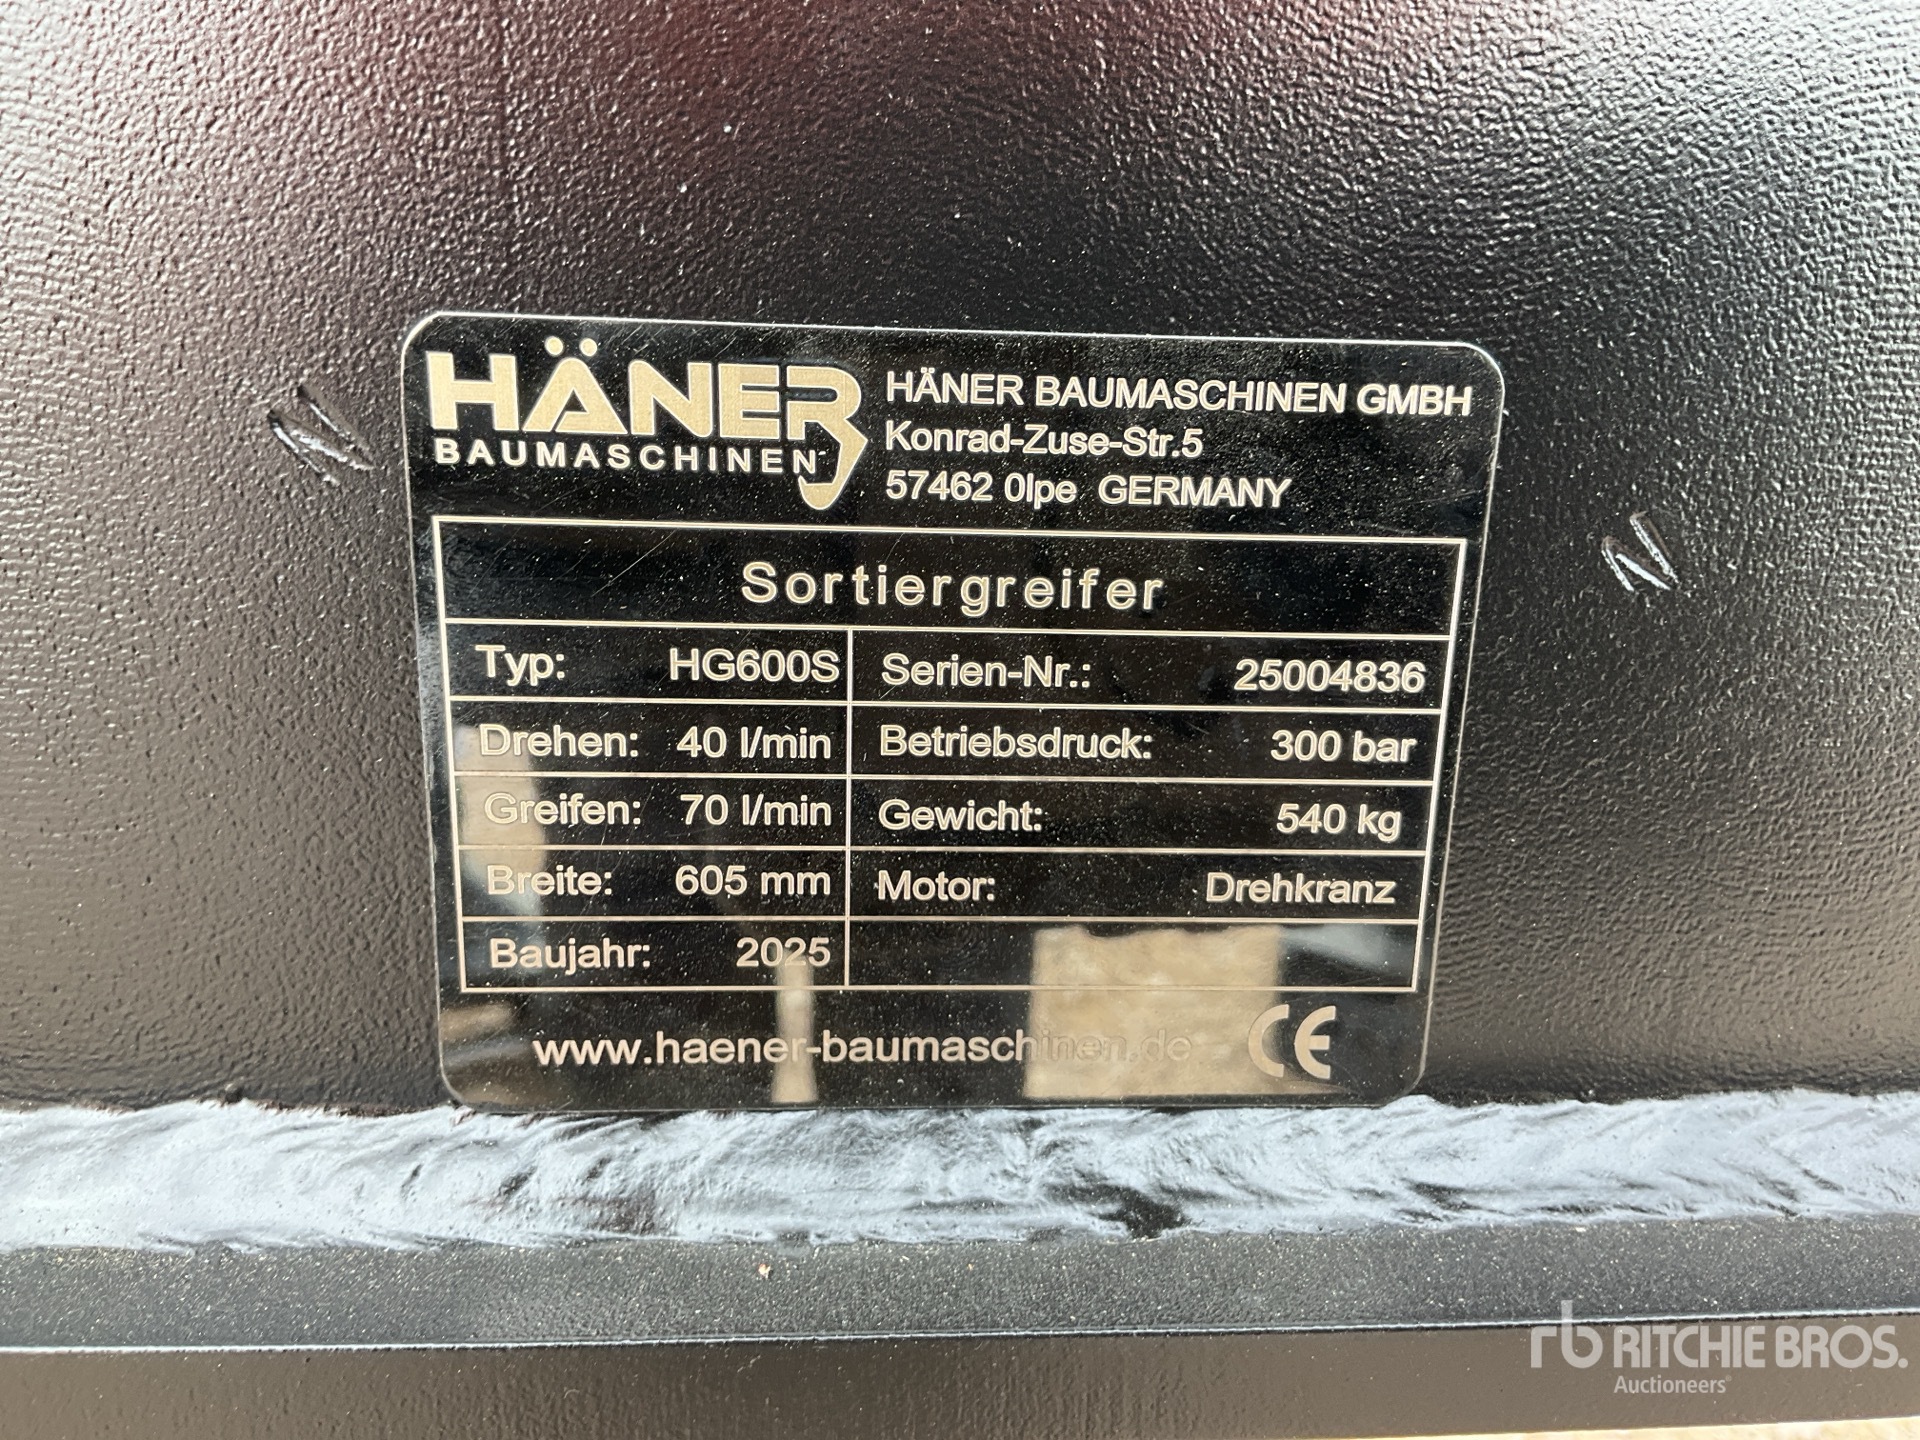 HÄNER
BAUMASCHINEN
HÄNER BAUMASCHINEN GMBH
Konrad-Zuse-Str.5
57462 Olpe GERMANY
Sortiergreifer
Typ: HG600S Serien-Nr.: 25004836
Drehen: 40 l/min Betriebsdruck: 300 bar
Greifen: 70 l/min Gewicht: 540 kg
Breite: 605 mm Motor: Drehkranz
Baujahr: 2025
www.haener-baumaschinen.de CE
N
N
rb RITCHIE BROS.
Auctioneers